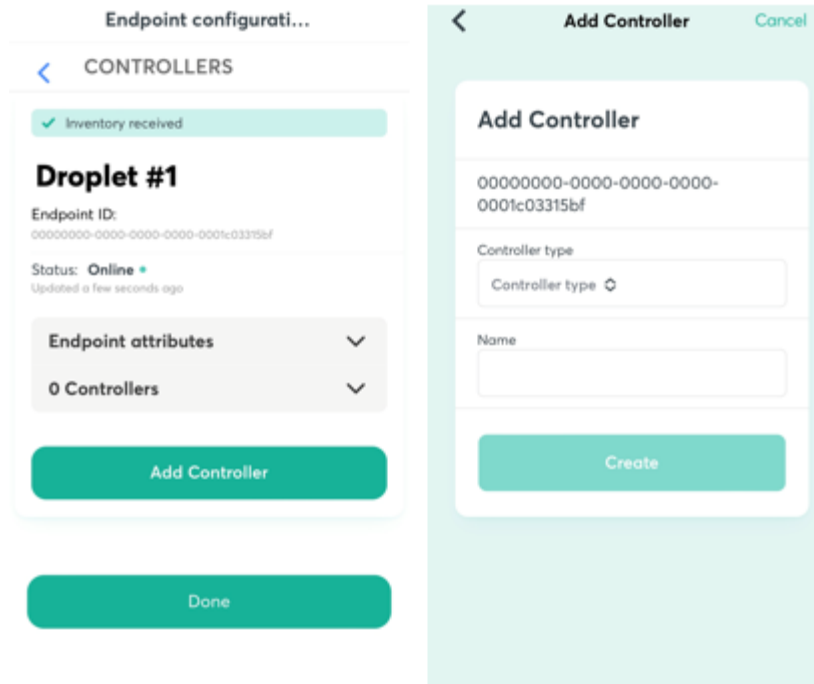 Endpoint configurati...
CONTROLLERS
Inventory received
Droplet #1
Endpoint ID:
00000000-0000-0000-0000-0001c03315bf
Status: Online
Updated a few seconds ago
Endpoint attributes
0 Controllers
Add Controller
Done
Add Controller
Cancel
Add Controller
00000000-0000-0000-0000-
0001c03315bf
Controller type
Controller type
Name
Create